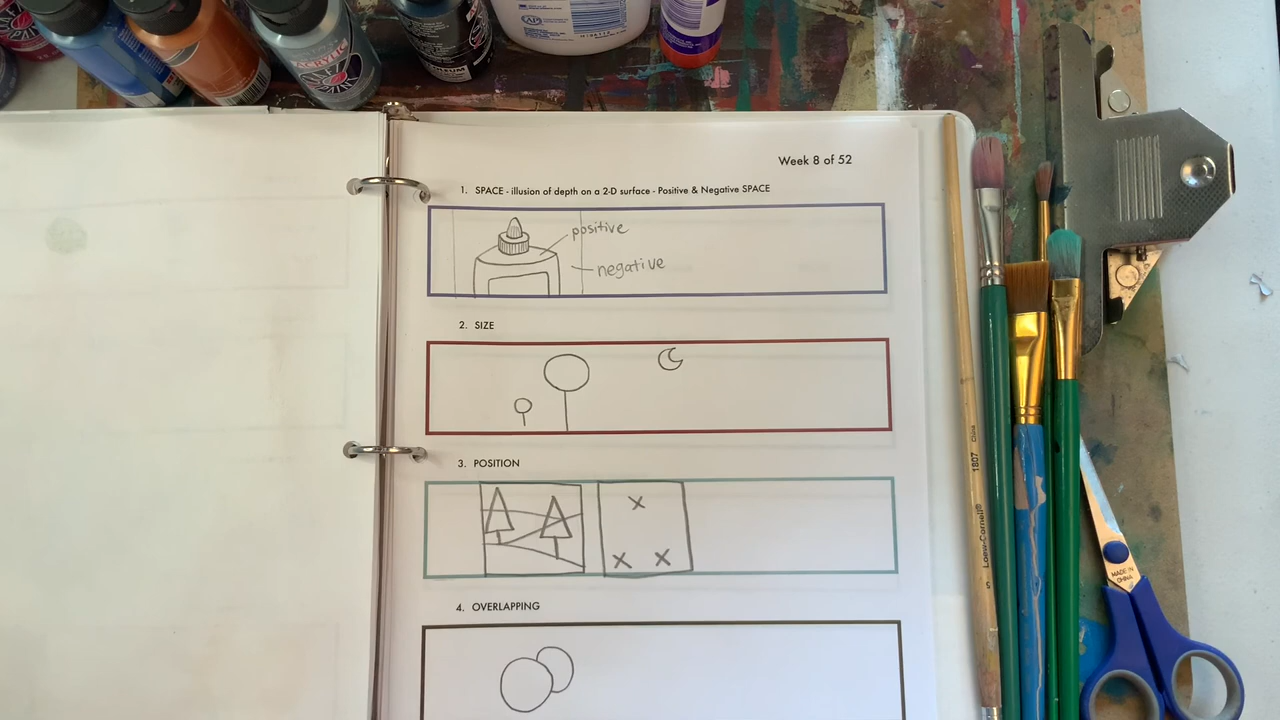 ACRYLIC
Week 8 of 52
1. SPACE - illusion of depth on a 2-D surface - Positive & Negative SPACE
positive
negative
2. SIZE
3. POSITION
4. OVERLAPPING
Loew-Cornell®
1807
China
MADE IN
CHINA